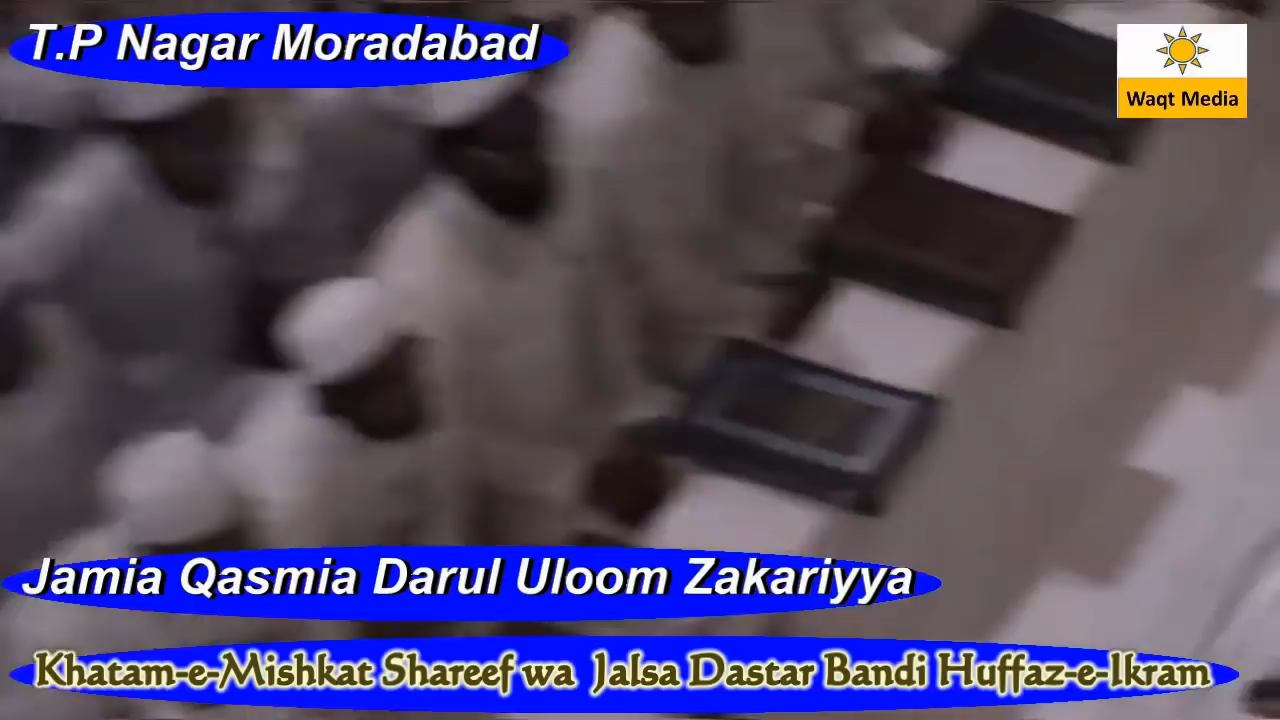 T.P Nagar Moradabad
Waqt Media
Jamia Qasmia Darul Uloom Zakariyya
Khatam-e-Mishkat Shareef wa Jalsa Dastar Bandi Huffaz-e-Ikram